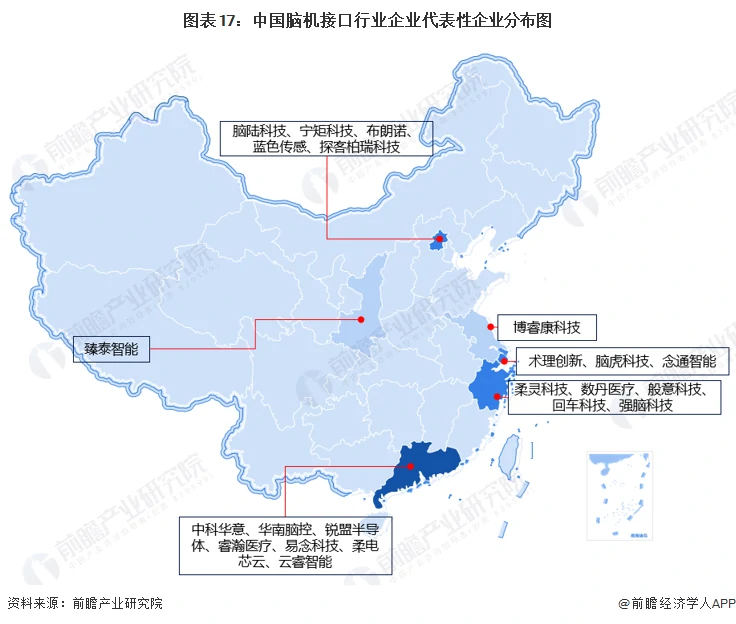 图表17：中国脑机接口行业企业代表性企业分布图
脑陆科技、宁矩科技、布朗诺、
蓝色传感、探客柏瑞科技
博睿康科技
臻泰智能
术理创新、脑虎科技、念通智能
柔灵科技、数丹医疗、般意科技、
回车科技、强脑科技
中科华意、华南脑控、锐盟半导
体、睿瀚医疗、易念科技、柔电
芯云、云睿智能
前瞻产业研究院
资料来源：前瞻产业研究院
@前瞻经济学人APP